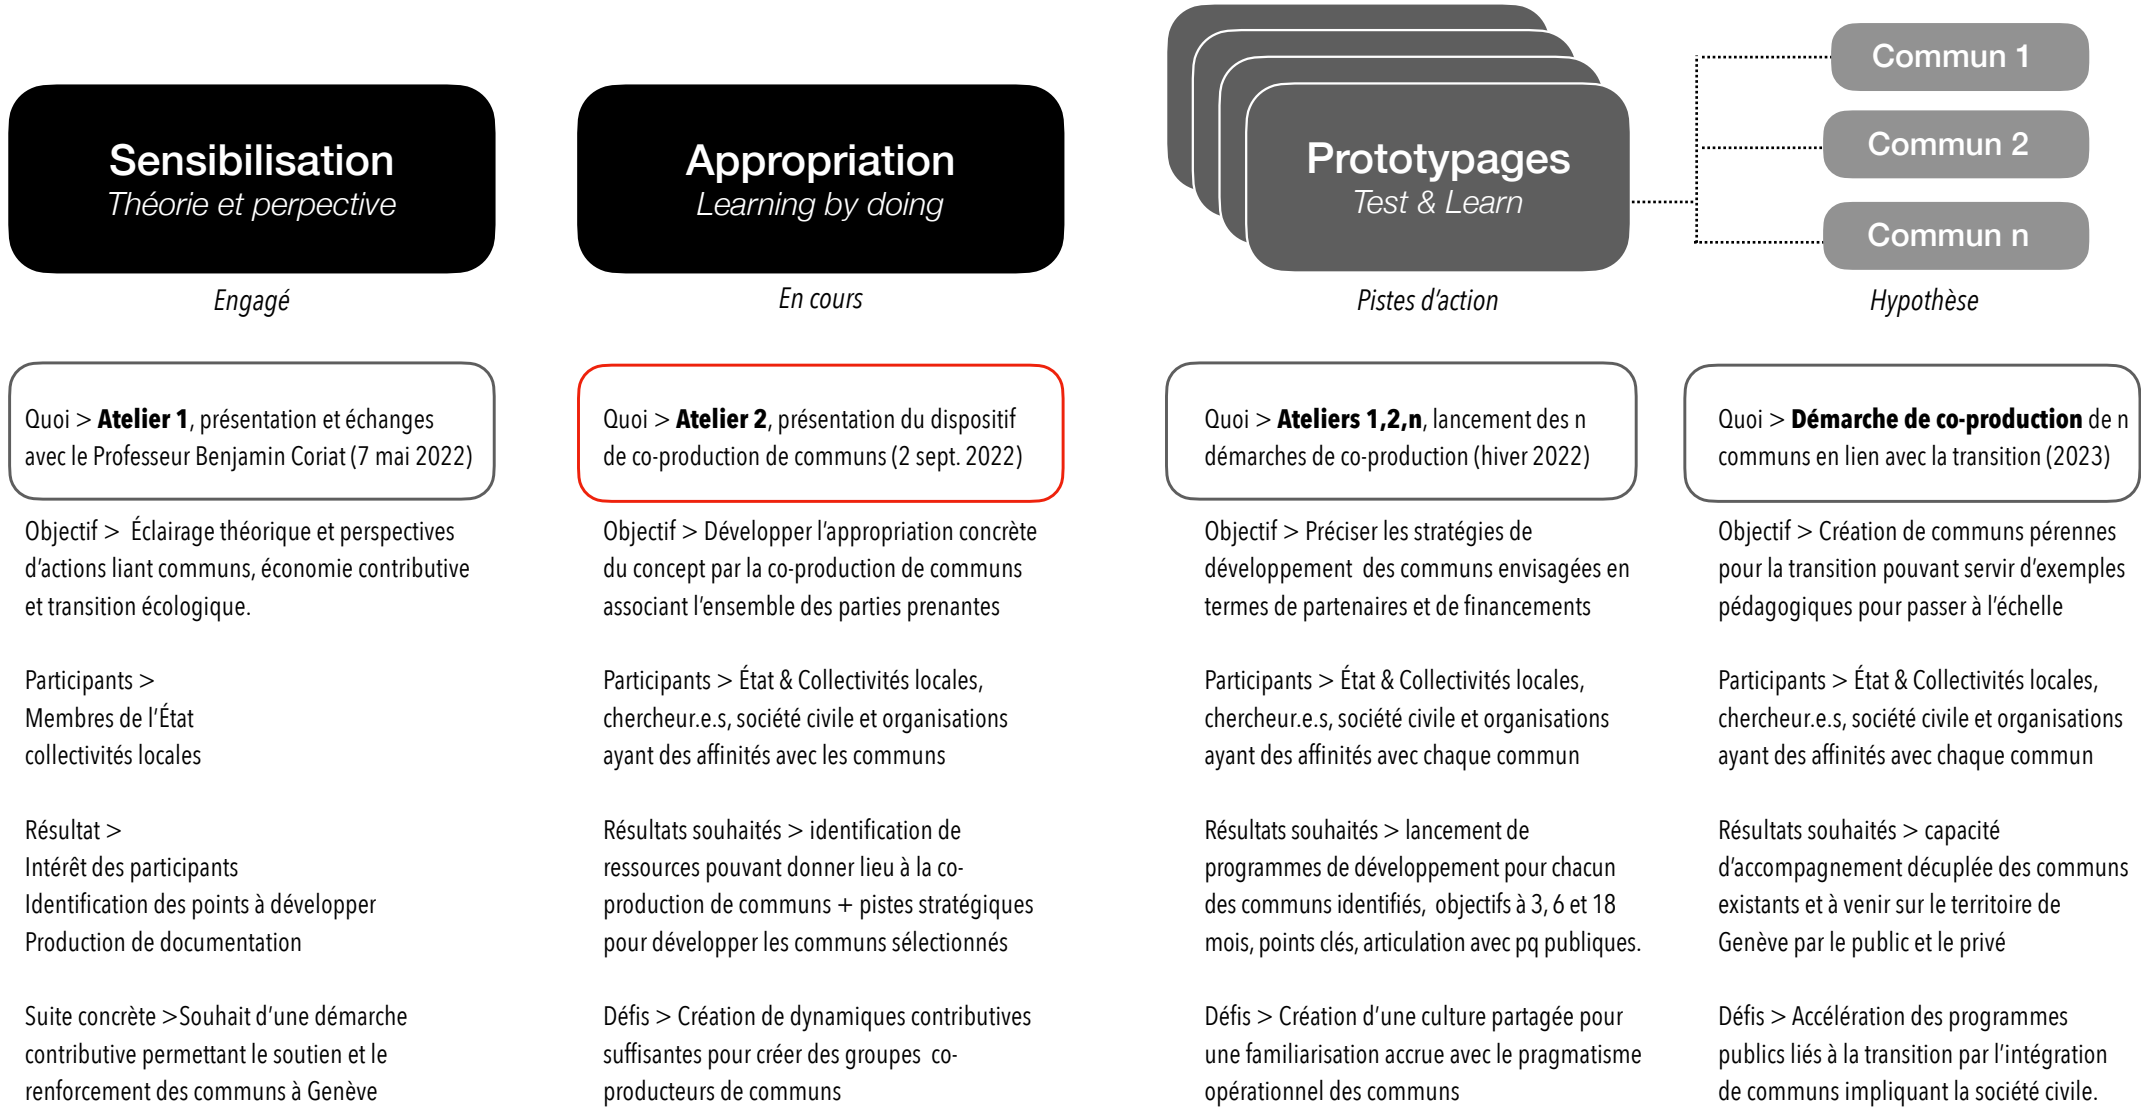 Sensibilisation
Théorie et perpective
Engagé
Quoi > Atelier 1, présentation et échanges
avec le Professeur Benjamin Coriat (7 mai 2022)
Objectif > Éclairage théorique et perspectives
d'actions liant communs, économie contributive
et transition écologique.
Participants >
Membres de l'État
collectivités locales
Résultat >
Intérêt des participants
Identification des points à développer
Production de documentation
Suite concrète >Souhait d'une démarche
contributive permettant le soutien et le
renforcement des communs à Genève
Appropriation
Learning by doing
En cours
Quoi > Atelier 2, présentation du dispositif
de co-production de communs (2 sept. 2022)
Objectif > Développer l'appropriation concrète
du concept par la co-production de communs
associant l'ensemble des parties prenantes
Participants > État & Collectivités locales,
chercheur.e.s, société civile et organisations
ayant des affinités avec les communs
Résultats souhaités > identification de
ressources pouvant donner lieu à la co-
production de communs + pistes stratégiques
pour développer les communs sélectionnés
Défis > Création de dynamiques contributives
suffisantes pour créer des groupes co-
producteurs de communs
Prototypages
Test & Learn
Pistes d'action
Quoi > Ateliers 1,2,n, lancement des n
démarches de co-production (hiver 2022)
Objectif > Préciser les stratégies de
développement des communs envisagées en
termes de partenaires et de financements
Participants > État & Collectivités locales,
chercheur.e.s, société civile et organisations
ayant des affinités avec chaque commun
Résultats souhaités > lancement de
programmes de développement pour chacun
des communs identifiés, objectifs à 3, 6 et 18
mois, points clés, articulation avec pq publiques.
Défis > Création d'une culture partagée pour
une familiarisation accrue avec le pragmatisme
opérationnel des communs
Commun 1
Commun 2
Commun n
Hypothèse
Quoi > Démarche de co-production de n
communs en lien avec la transition (2023)
Objectif > Création de communs pérennes
pour la transition pouvant servir d'exemples
pédagogiques pour passer à l'échelle
Participants > État & Collectivités locales,
chercheur.e.s, société civile et organisations
ayant des affinités avec chaque commun
Résultats souhaités > capacité
d'accompagnement décuplée des communs
existants et à venir sur le territoire de
Genève par le public et le privé
Défis > Accélération des programmes
publics liés à la transition par l'intégration
de communs impliquant la société civile.